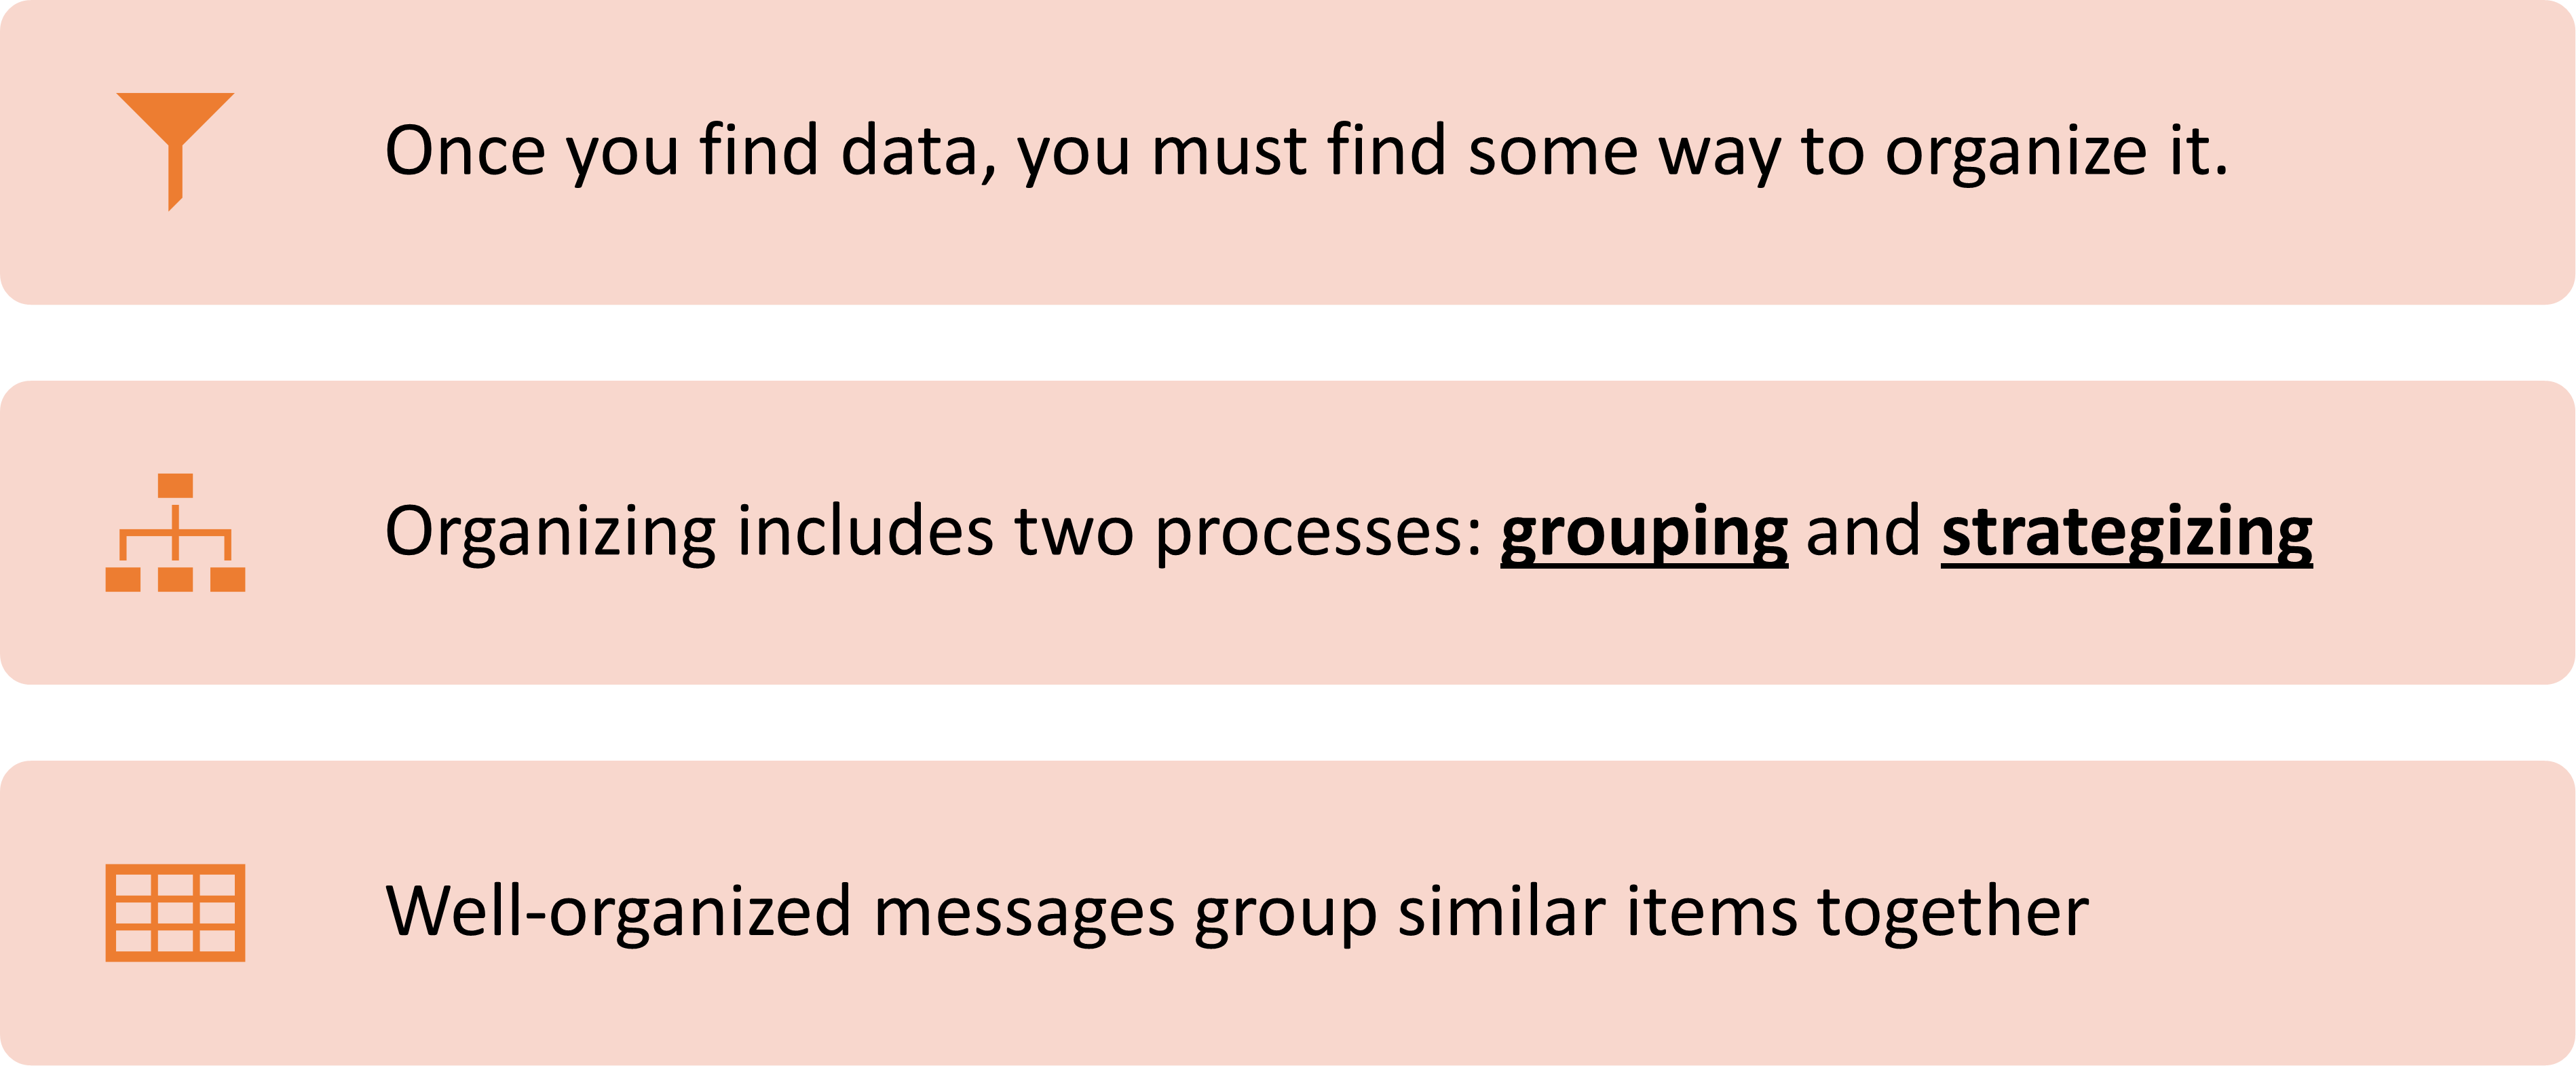 Once you find data, you must find some way to organize it.
Organizing includes two processes: grouping and strategizing
Well-organized messages group similar items together